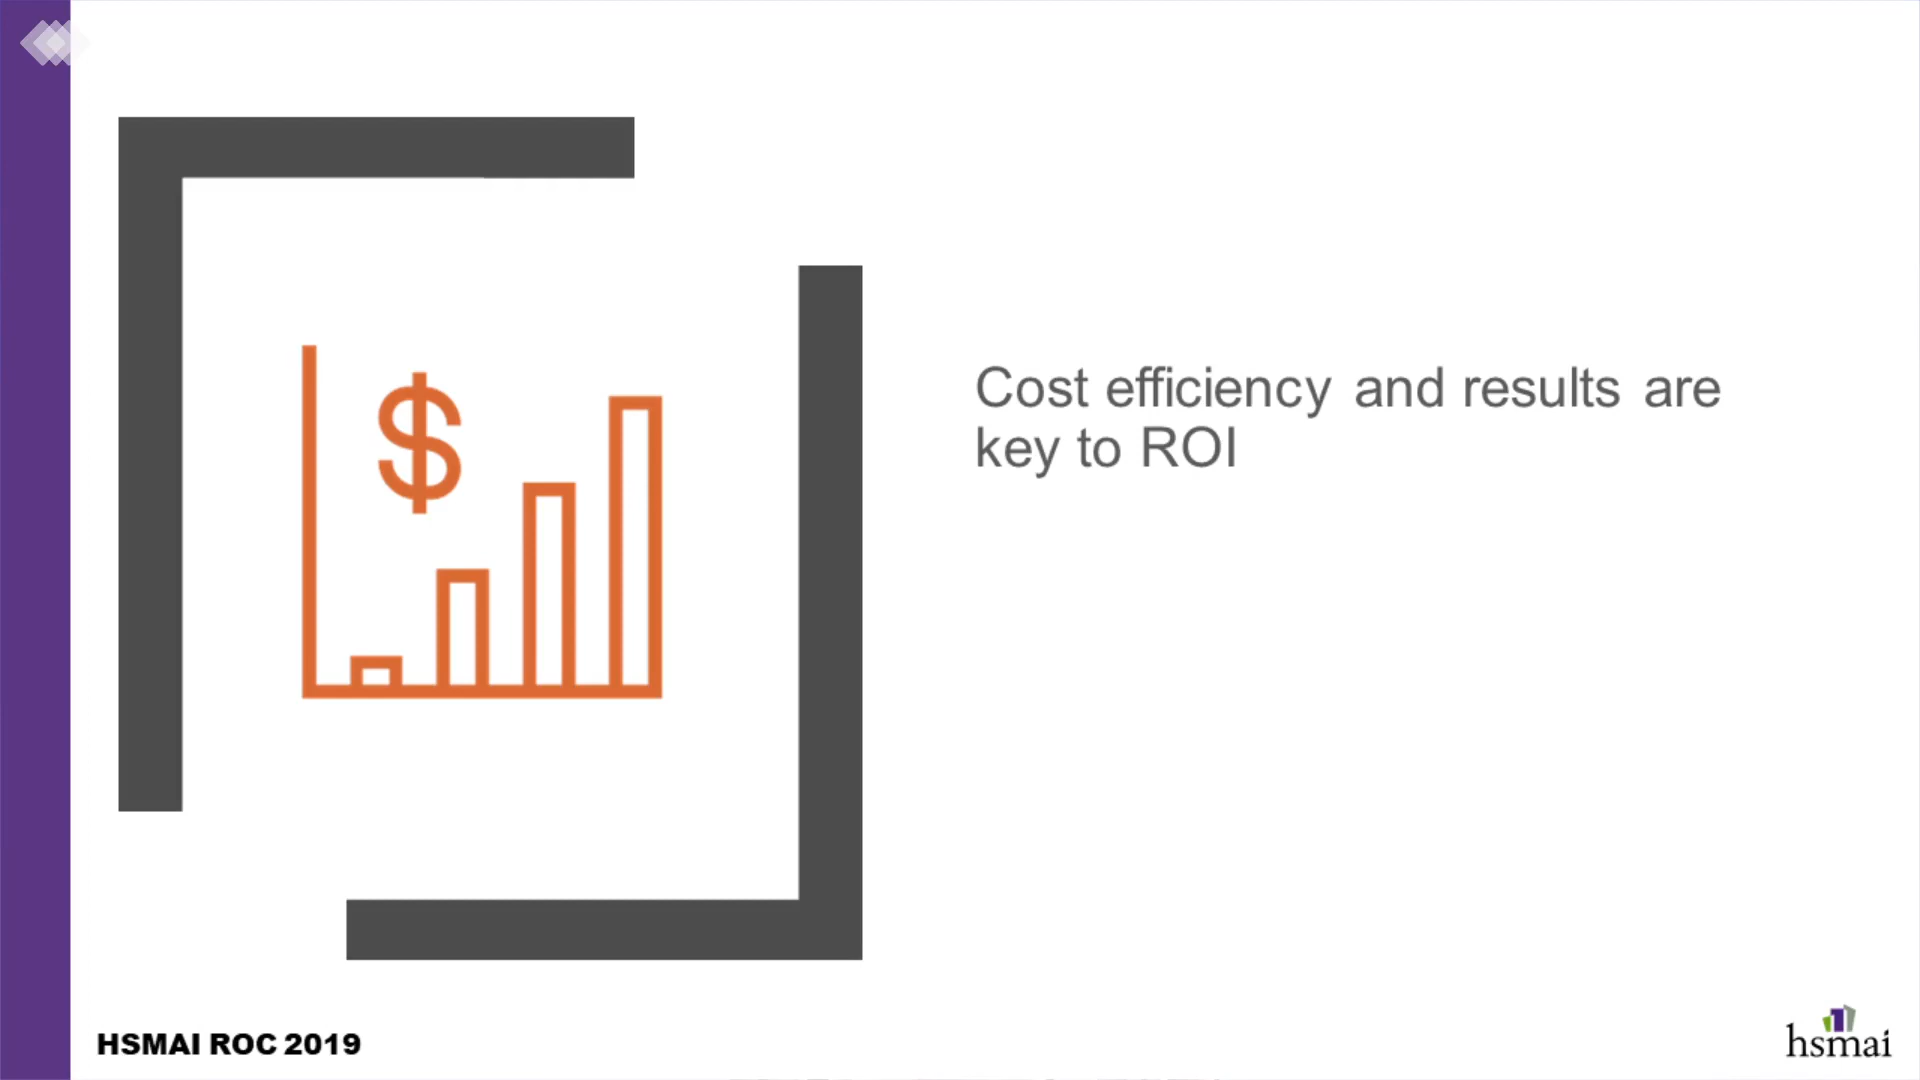 $
Cost efficiency and results are
key to ROI
HSMAI ROC 2019
hsmai